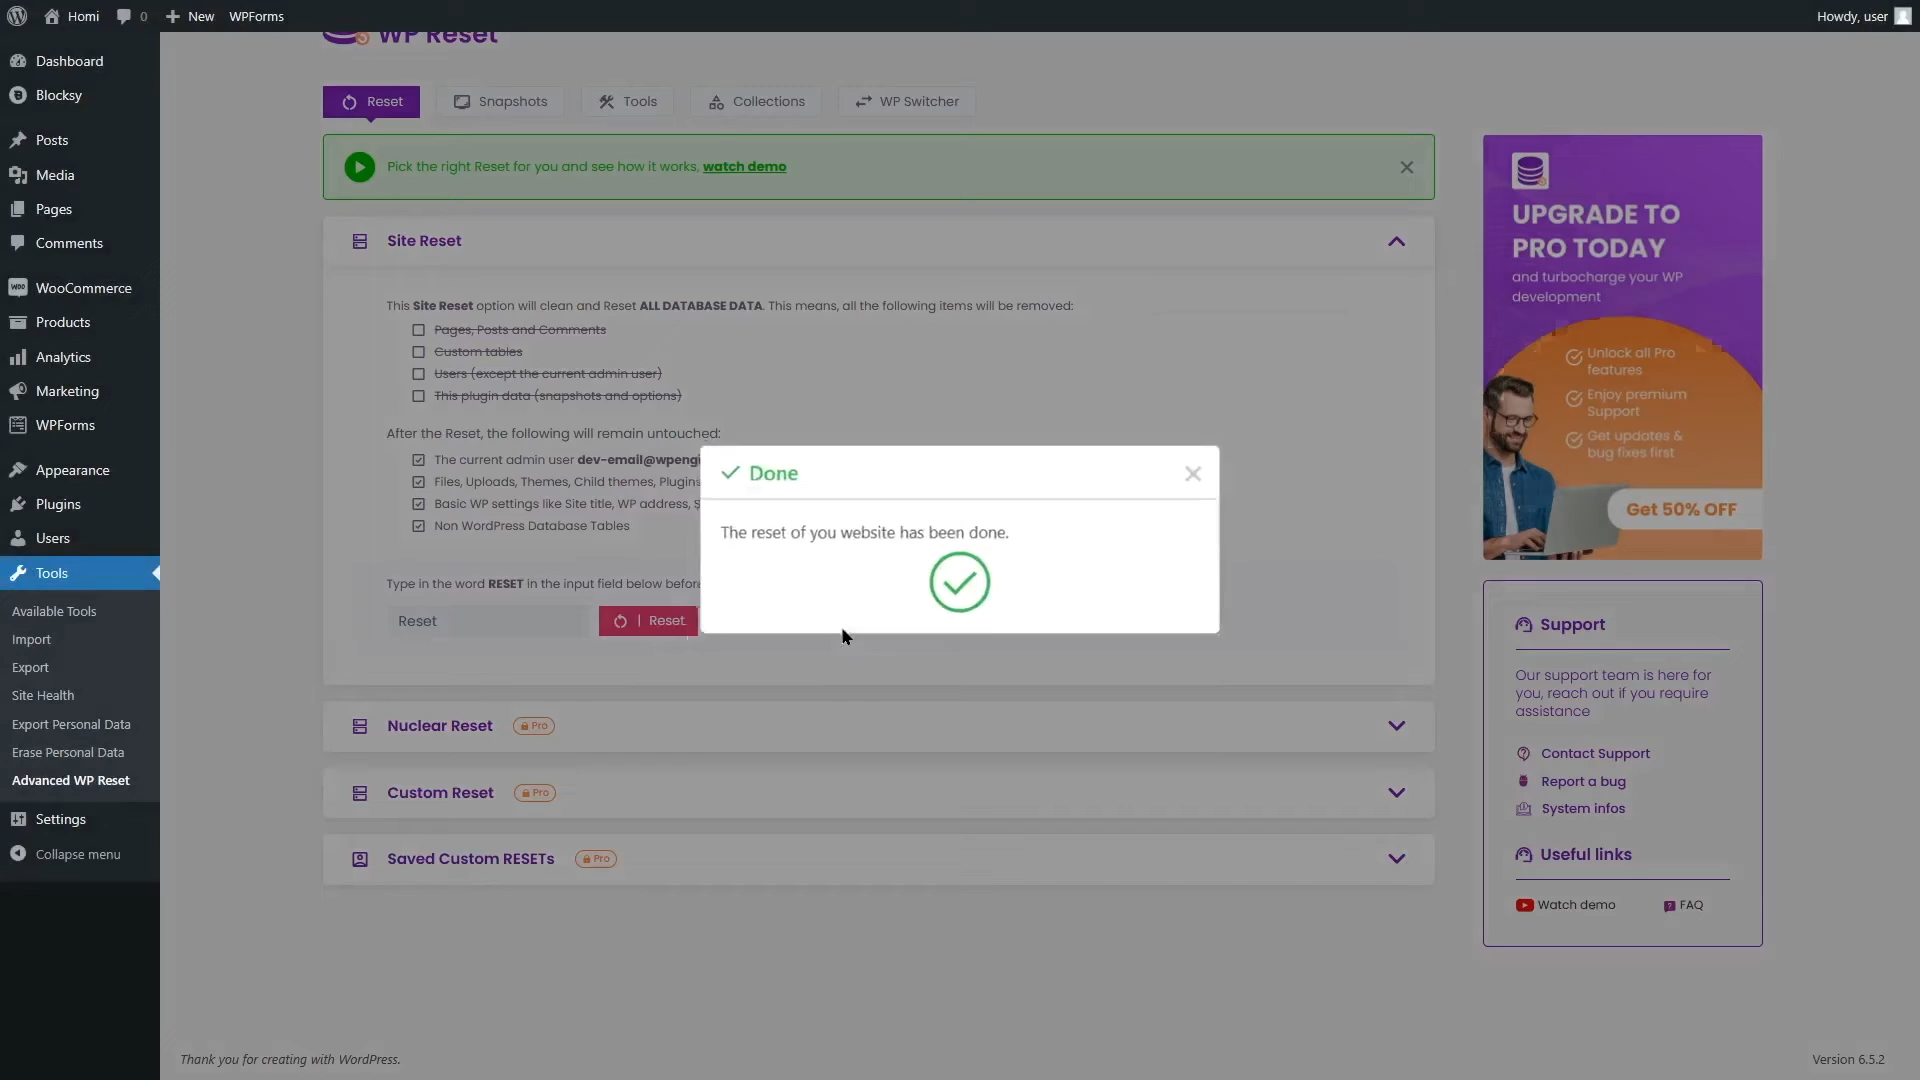 Homi
0
New
WPForms
Howdy, user
Dashboard
Blocksy
Posts
Media
Pages
Comments
WooCommerce
Products
Analytics
Marketing
WPForms
Appearance
Plugins
Users
Tools
Available Tools
Import
Export
Site Health
Export Personal Data
Erase Personal Data
Advanced WP Reset
Settings
Collapse menu
WP Reset
Reset
Snapshots
Tools
Collections
WP Switcher
Pick the right Reset for you and see how it works, watch demo
Site Reset
This Site Reset option will clean and Reset ALL DATABASE DATA. This means, all the following items will be removed:
Pages, Posts and Comments
Custom tables
Users (except the current admin user)
This plugin data (snapshots and options)
After the Reset, the following will remain untouched:
The current admin user dev-email@wpengi
Files, Uploads, Themes, Child themes, Plugins
Basic WP settings like Site title, WP address, S
Non WordPress Database Tables
Type in the word RESET in the input field below befor
Reset
Reset
Done
The reset of you website has been done.
Nuclear Reset
Pro
Custom Reset
Pro
Saved Custom RESETs
Pro
UPGRADE TO
PRO TODAY
and turbocharge your WP
development
Unlock all Pro
features
Enjoy premium
Support
Get updates &
bug fixes first
Get 50% OFF
Support
Our support team is here for
you, reach out if you require
assistance
Contact Support
Report a bug
System infos
Useful links
Watch demo
FAQ
Thank you for creating with WordPress.
Version 6.5.2